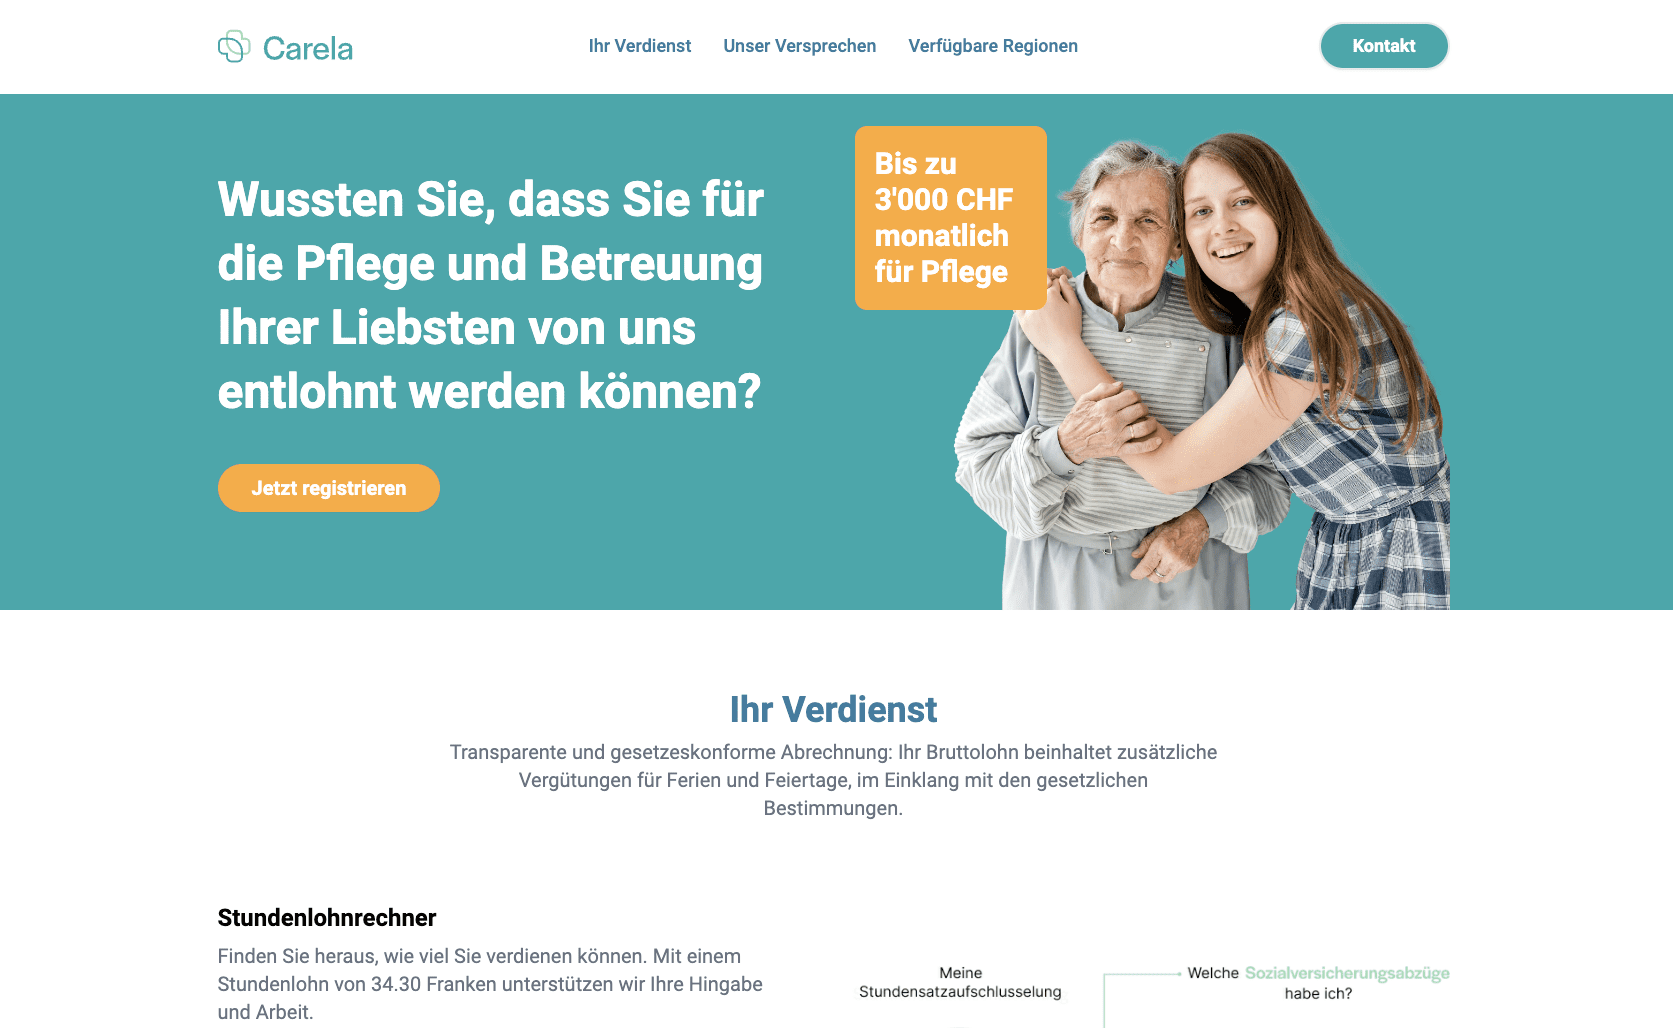 Carela
Ihr Verdienst
Unser Versprechen
Verfügbare Regionen
Kontakt
Wussten Sie, dass Sie für
die Pflege und Betreuung
Ihrer Liebsten von uns
entlohnt werden können?
Jetzt registrieren
Bis zu
3'000 CHF
monatlich
für Pflege
Ihr Verdienst
Transparente und gesetzeskonforme Abrechnung: Ihr Bruttolohn beinhaltet zusätzliche
Vergütungen für Ferien und Feiertage, im Einklang mit den gesetzlichen
Bestimmungen.
Stundenlohnrechner
Finden Sie heraus, wie viel Sie verdienen können. Mit einem
Stundenlohn von 34.30 Franken unterstützen wir Ihre Hingabe
und Arbeit.
Meine
Stundensatzaufschlusselung
Welche Sozialversicherungsabzüge
habe ich?